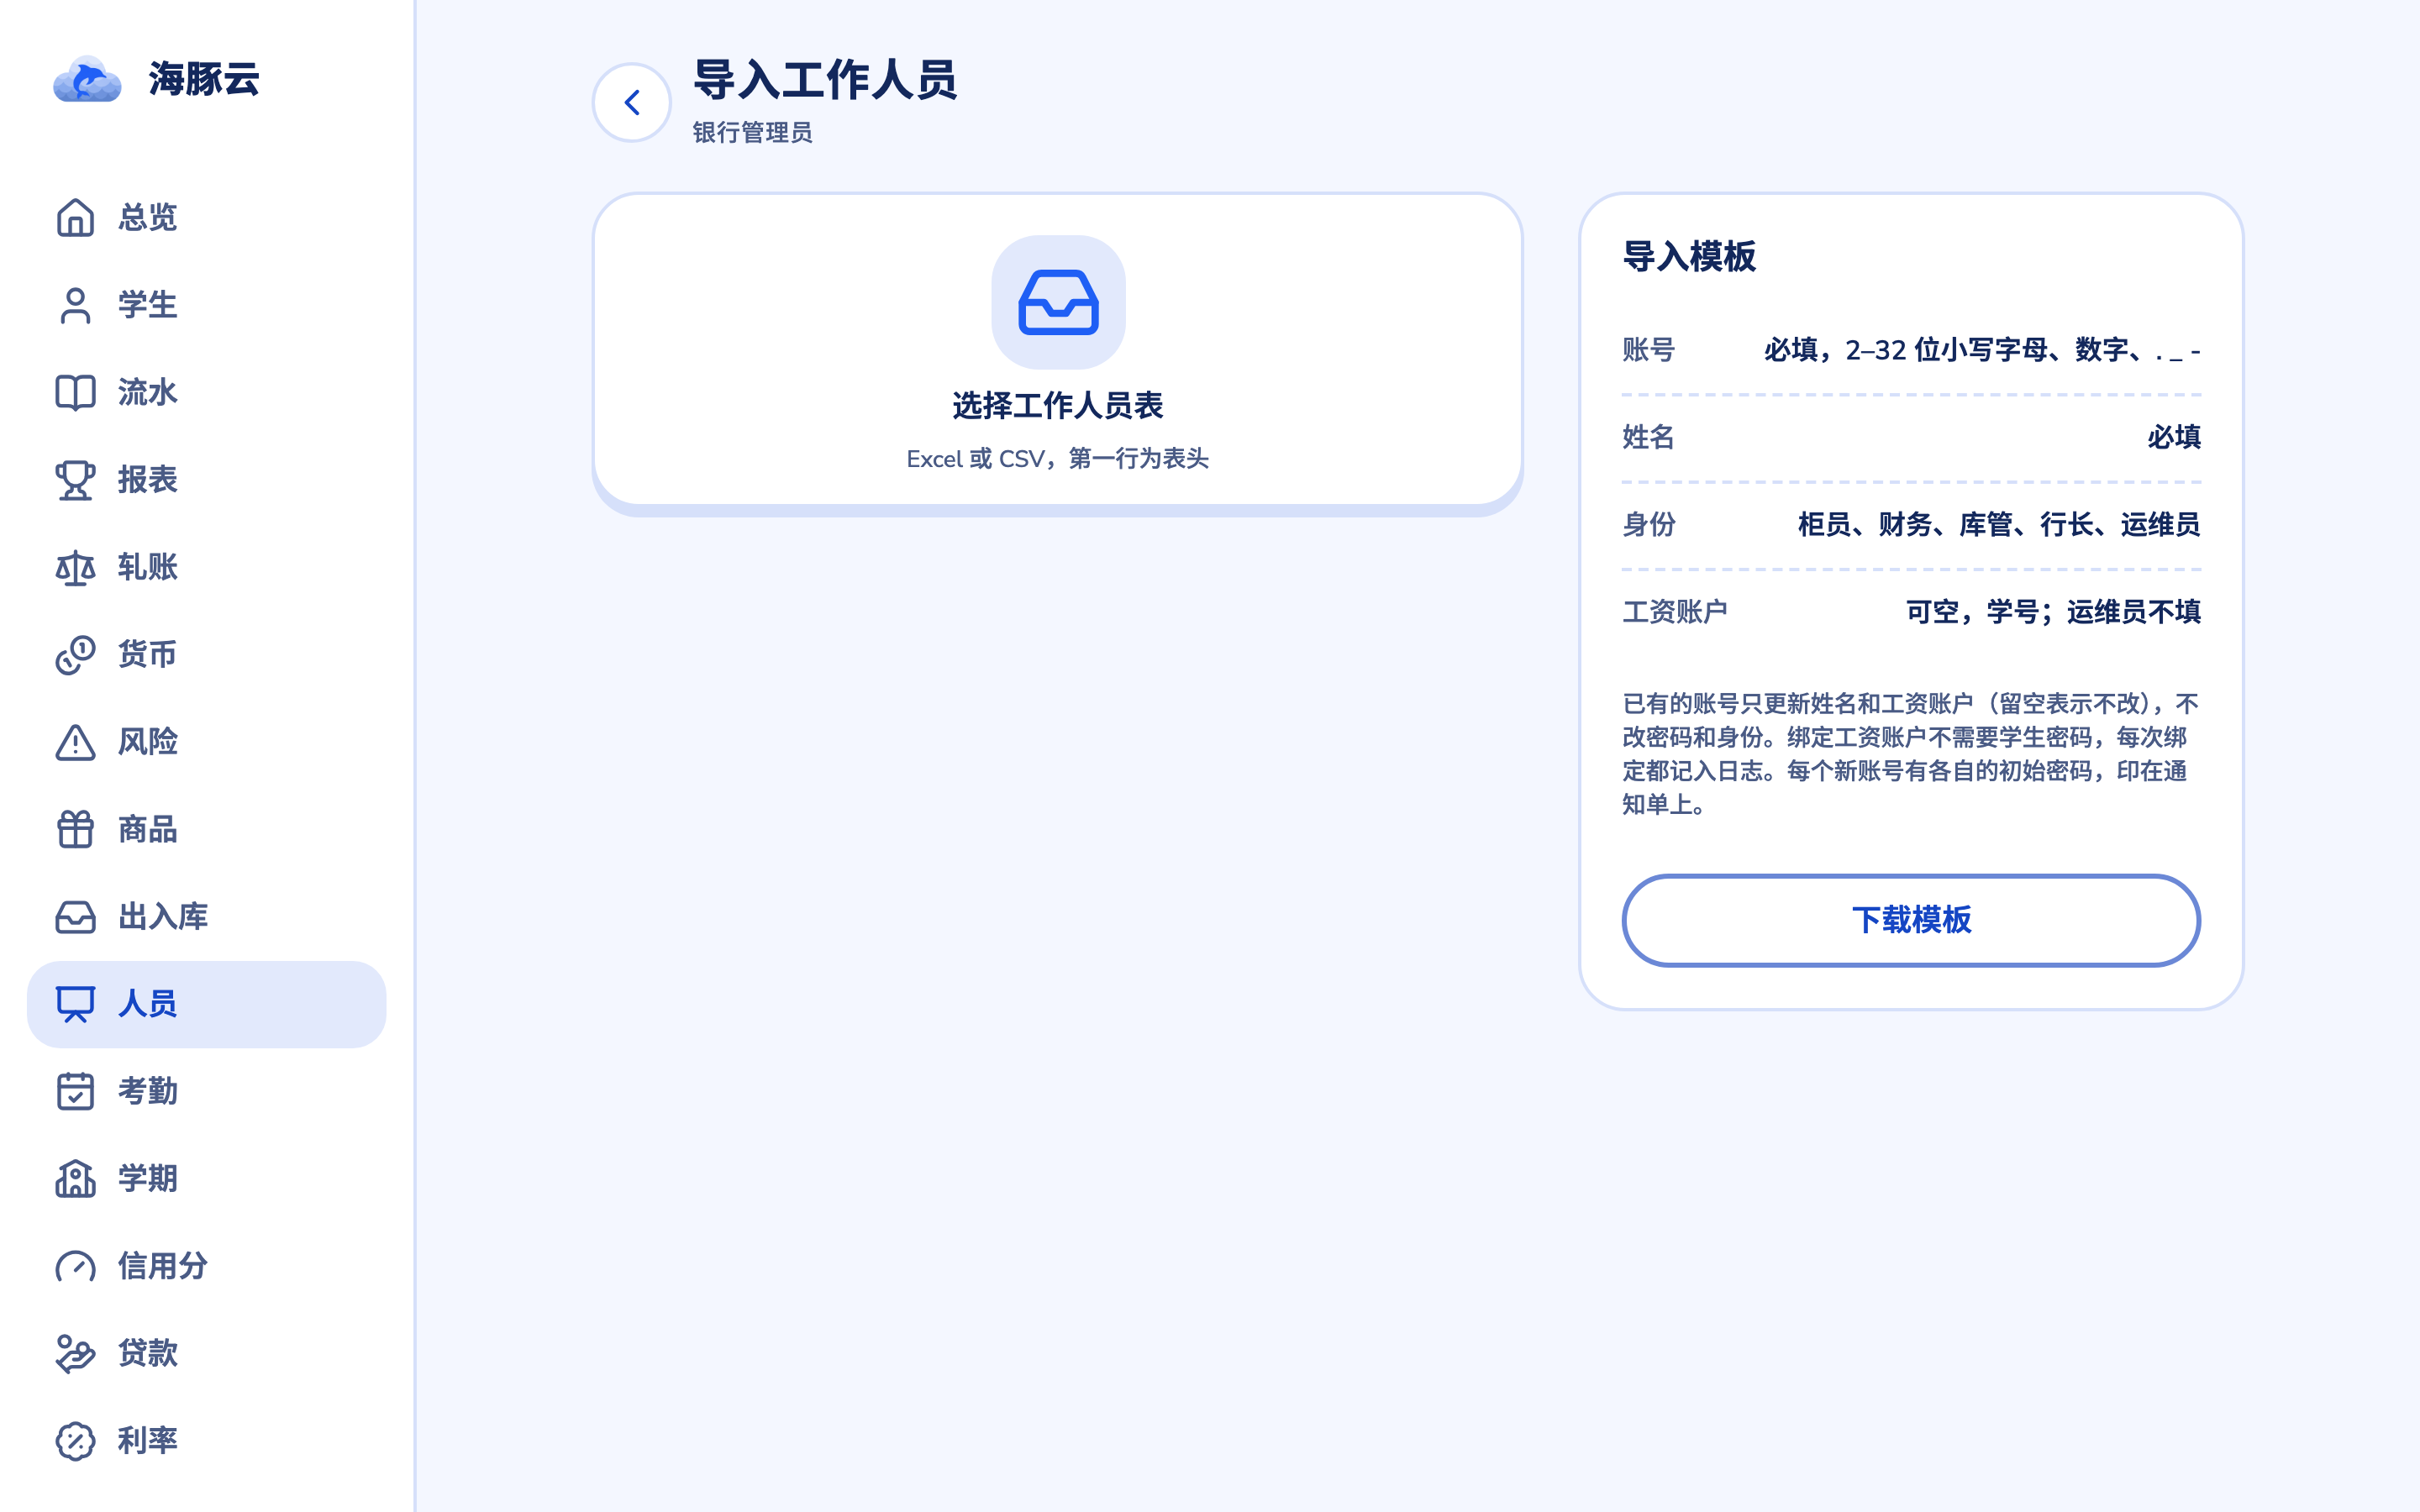 海豚云
总览
学生
流水
报表
轧账
货币
风险
商品
出入库
人员
考勤
学期
信用分
贷款
利率
导入工作人员
银行管理员
选择工作人员表
Excel 或 CSV，第一行为表头
导入模板
账号 必填，2–32 位小写字母、数字、. _ -
姓名 必填
身份 柜员、财务、库管、行长、运维员
工资账户 可空，学号；运维员不填
已有的账号只更新姓名和工资账户（留空表示不改），不
改密码和身份。绑定工资账户不需要学生密码，每次绑
定都记入日志。每个新账号有各自的初始密码，印在通
知单上。
下载模板